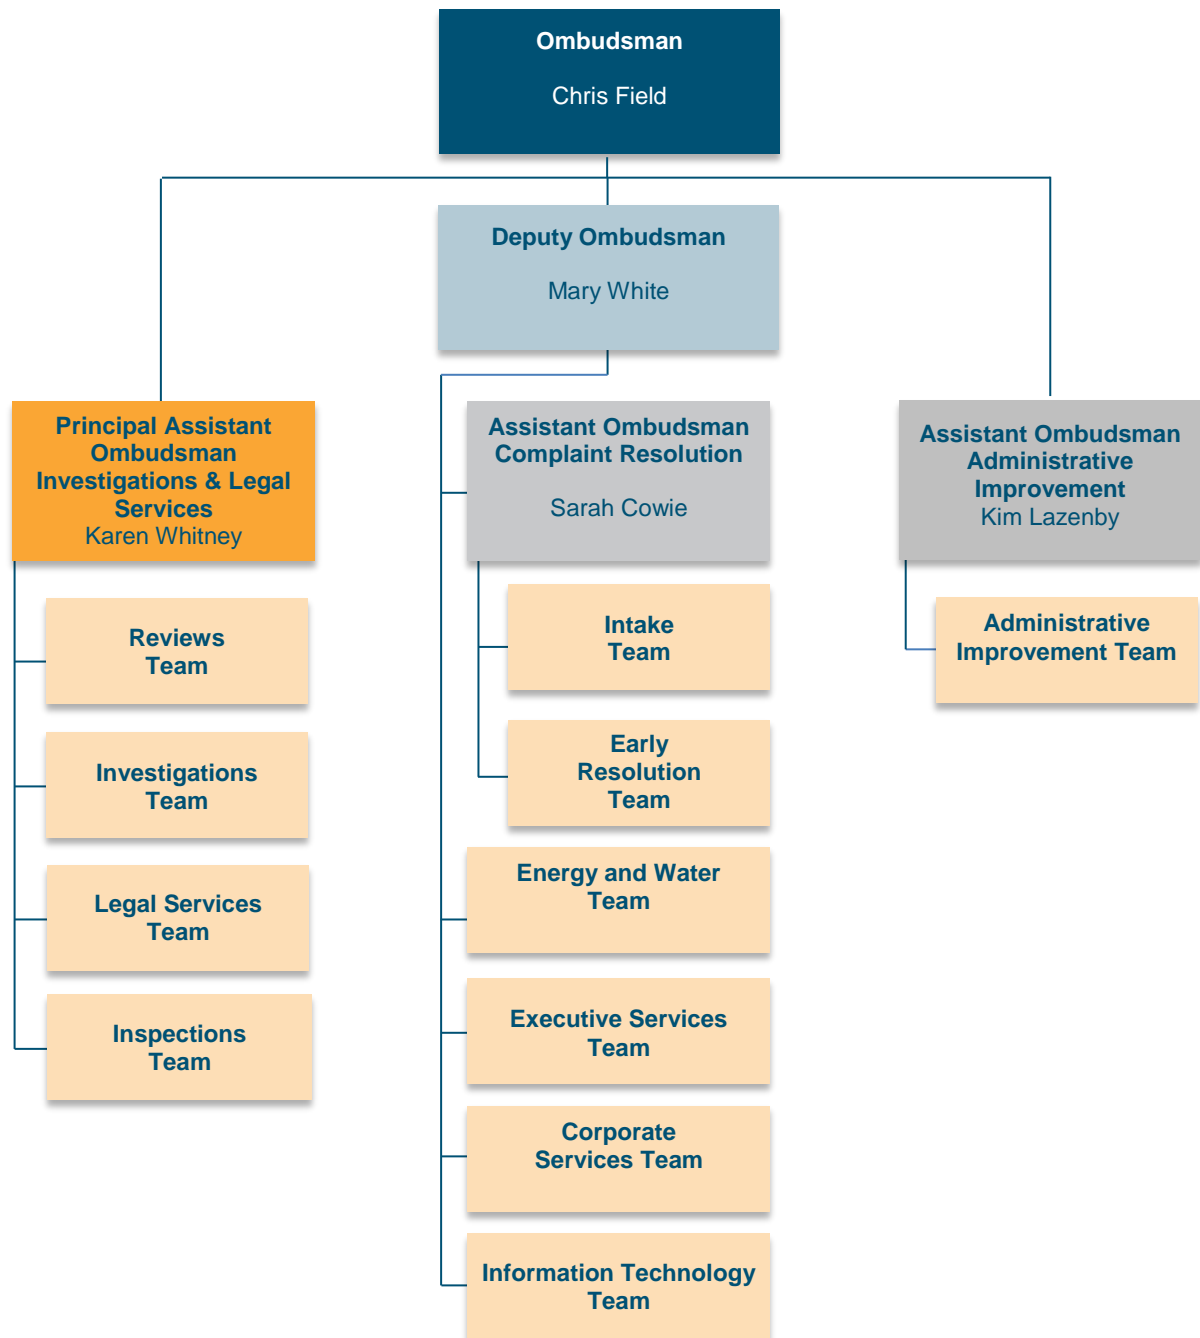 Ombudsman
Chris Field
Deputy Ombudsman
Mary White
Principal Assistant
Ombudsman
Investigations & Legal
Services
Karen Whitney
Reviews
Team
Investigations
Team
Legal Services
Team
Inspections
Team
Assistant Ombudsman
Complaint Resolution
Sarah Cowie
Intake
Team
Early
Resolution
Team
Energy and Water
Team
Executive Services
Team
Corporate
Services Team
Information Technology
Team
Assistant Ombudsman
Administrative
Improvement
Kim Lazenby
Administrative
Improvement Team